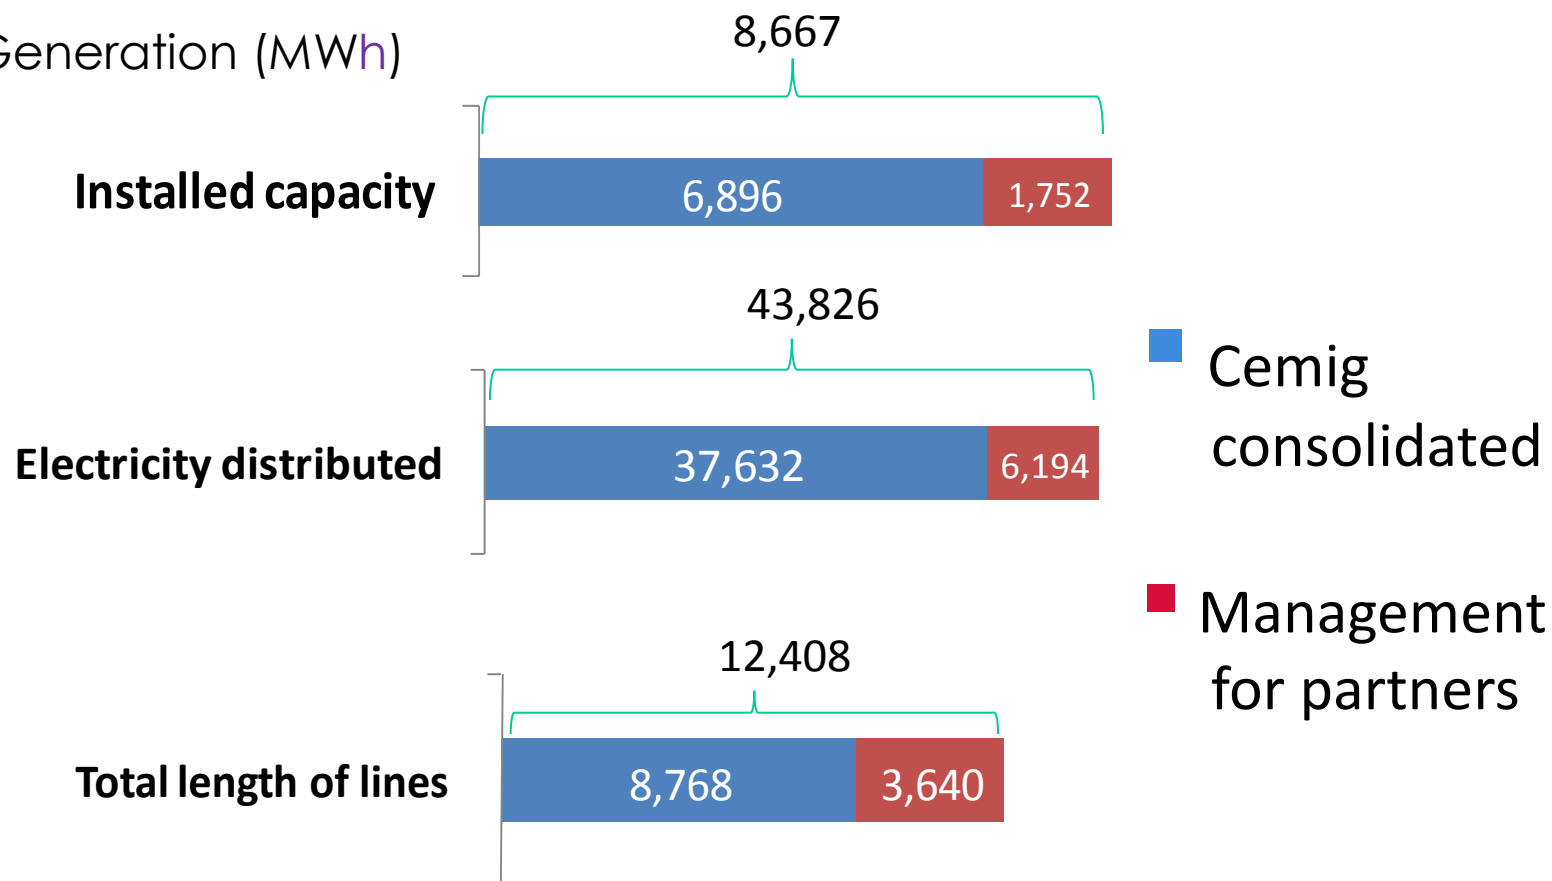 Generation (MWh)
8,667
Installed capacity
6,896
1,752
43,826
Electricity distributed
37,632
6,194
Cemig
consolidated
12,408
Total length of lines
8,768
3,640
Management
for partners